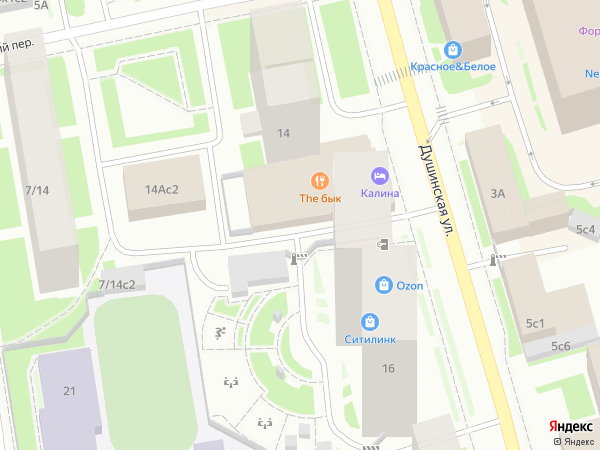 5А
ий пер.
Фор
Красное&Белое
Ne
14
7/14
14Ас2
The бык
Калина
Душинская ул.
3А
5с4
7/14с2
Ozon
5с1
Ситилинк
5с6
16
21
Яндекс
© Яндекс